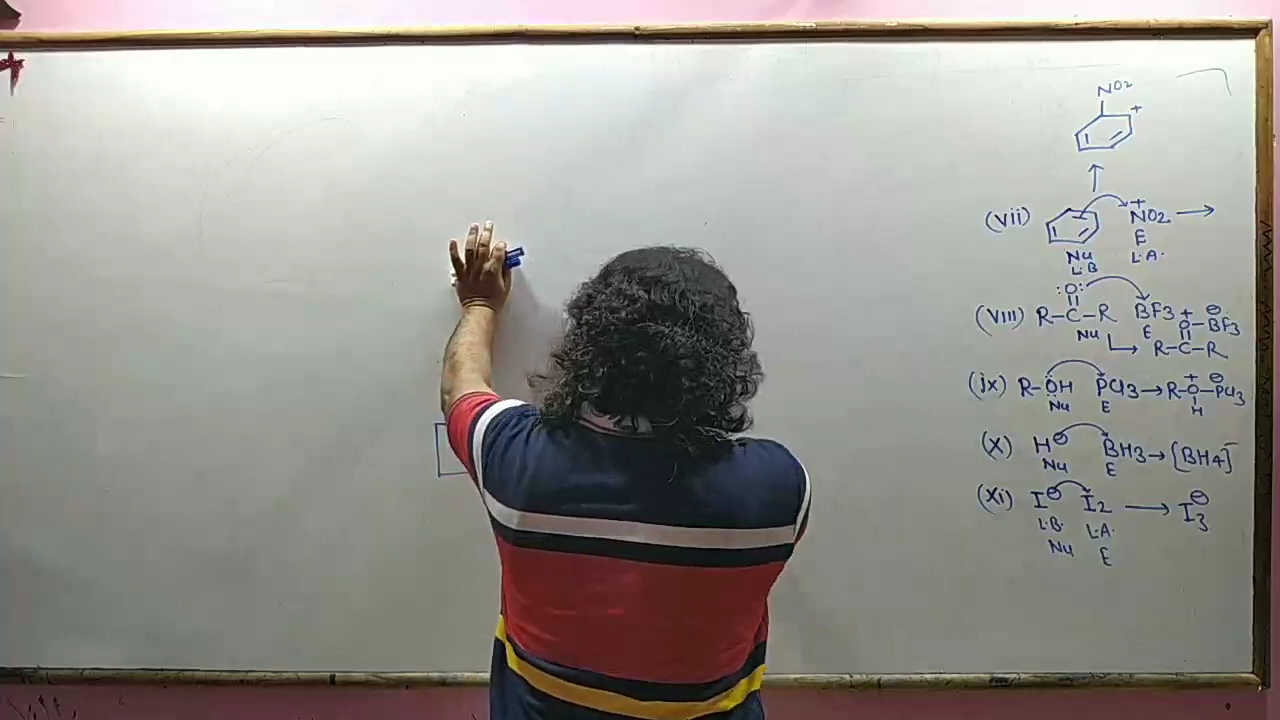 NO2
+
(vii) +NO2 →
Nu E
L·B L·A·
:O:
(VIII) R-C-R BF3 + ⊖
Nu E O-BF3
R-C-R
(ix) R-ÖH PCl3 → R-O-PCl3 + ⊖
Nu E H
(X) H⊖ BH3 → [BH4]⁻
Nu E
(XI) I⊖ I2 → I3⊖
L·B· L·A·
Nu E